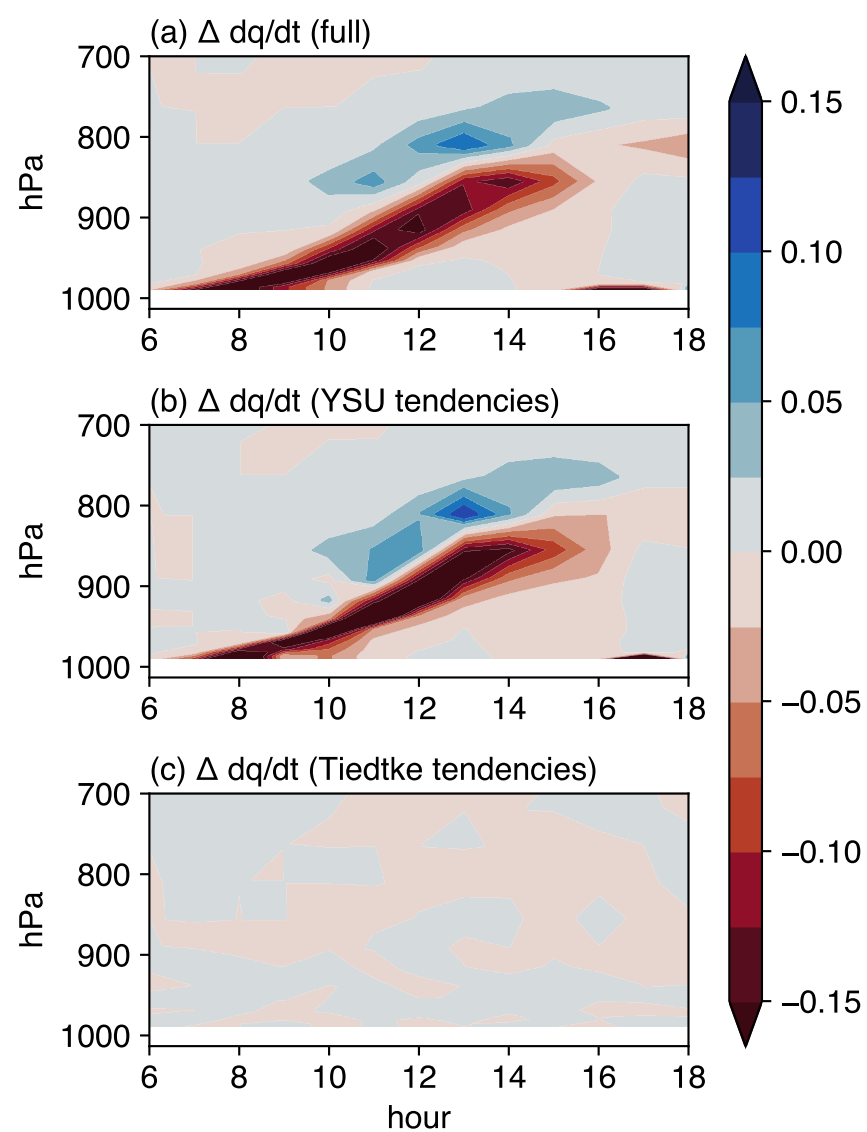 (a) Δ dq/dt (full)
700
800
900
1000
hPa
6 8 10 12 14 16 18
(b) Δ dq/dt (YSU tendencies)
700
800
900
1000
hPa
6 8 10 12 14 16 18
(c) Δ dq/dt (Tiedtke tendencies)
700
800
900
1000
hPa
6 8 10 12 14 16 18
hour
0.15
0.10
0.05
0.00
−0.05
−0.10
−0.15